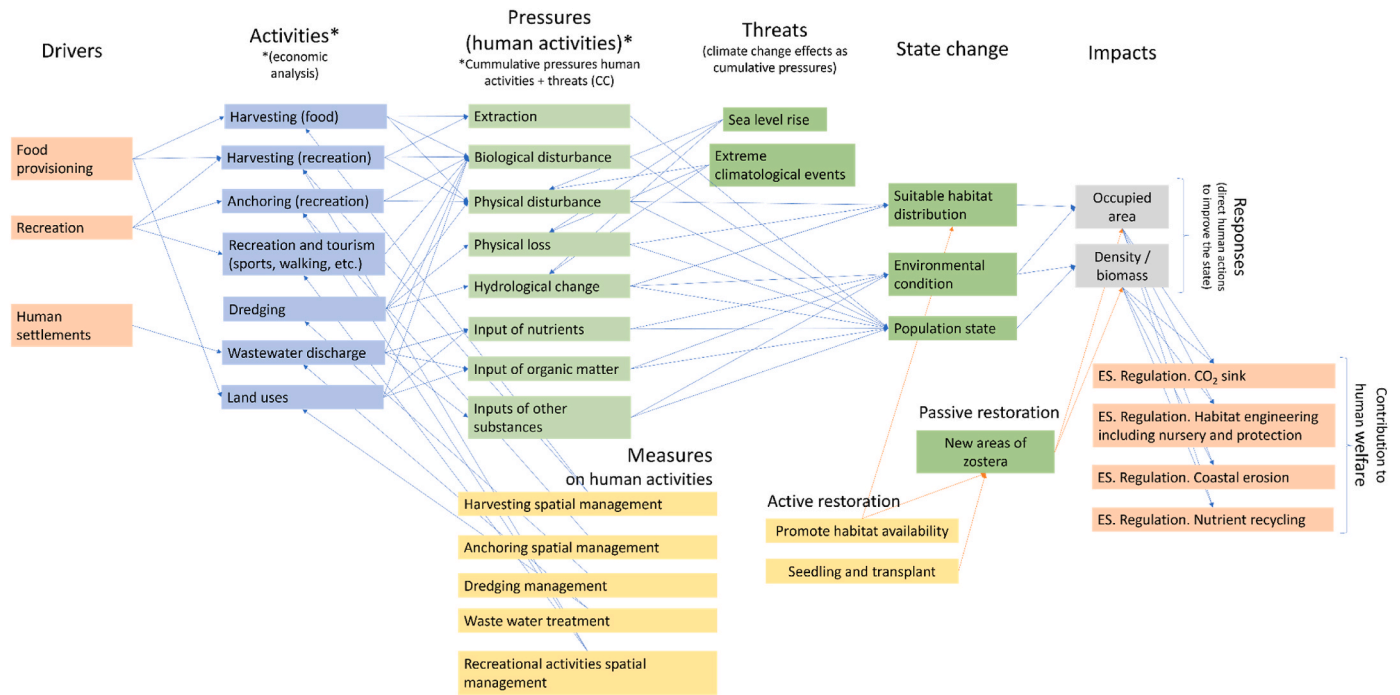 Drivers
Food
provisioning
Recreation
Human
settlements
Activities*
*(economic
analysis)
Harvesting (food)
Harvesting (recreation)
Anchoring (recreation)
Recreation and tourism
(sports, walking, etc.)
Dredging
Wastewater discharge
Land uses
Pressures
(human activities)*
*Cummulative pressures human
activities + threats (CC)
Extraction
Biological disturbance
Physical disturbance
Physical loss
Hydrological change
Input of nutrients
Input of organic matter
Inputs of other
substances
Measures
on human activities
Harvesting spatial management
Anchoring spatial management
Dredging management
Waste water treatment
Recreational activities spatial
management
Threats
(climate change effects as
cumulative pressures)
Sea level rise
Extreme
climatological events
State change
Suitable habitat
distribution
Environmental
condition
Population state
Passive restoration
New areas of
zostera
Active restoration
Promote habitat availability
Seedling and transplant
Impacts
Occupied
area
Density /
biomass
Responses
(direct human actions
to improve the state)
ES. Regulation. CO₂ sink
ES. Regulation. Habitat engineering
including nursery and protection
ES. Regulation. Coastal erosion
ES. Regulation. Nutrient recycling
Contribution to
human welfare